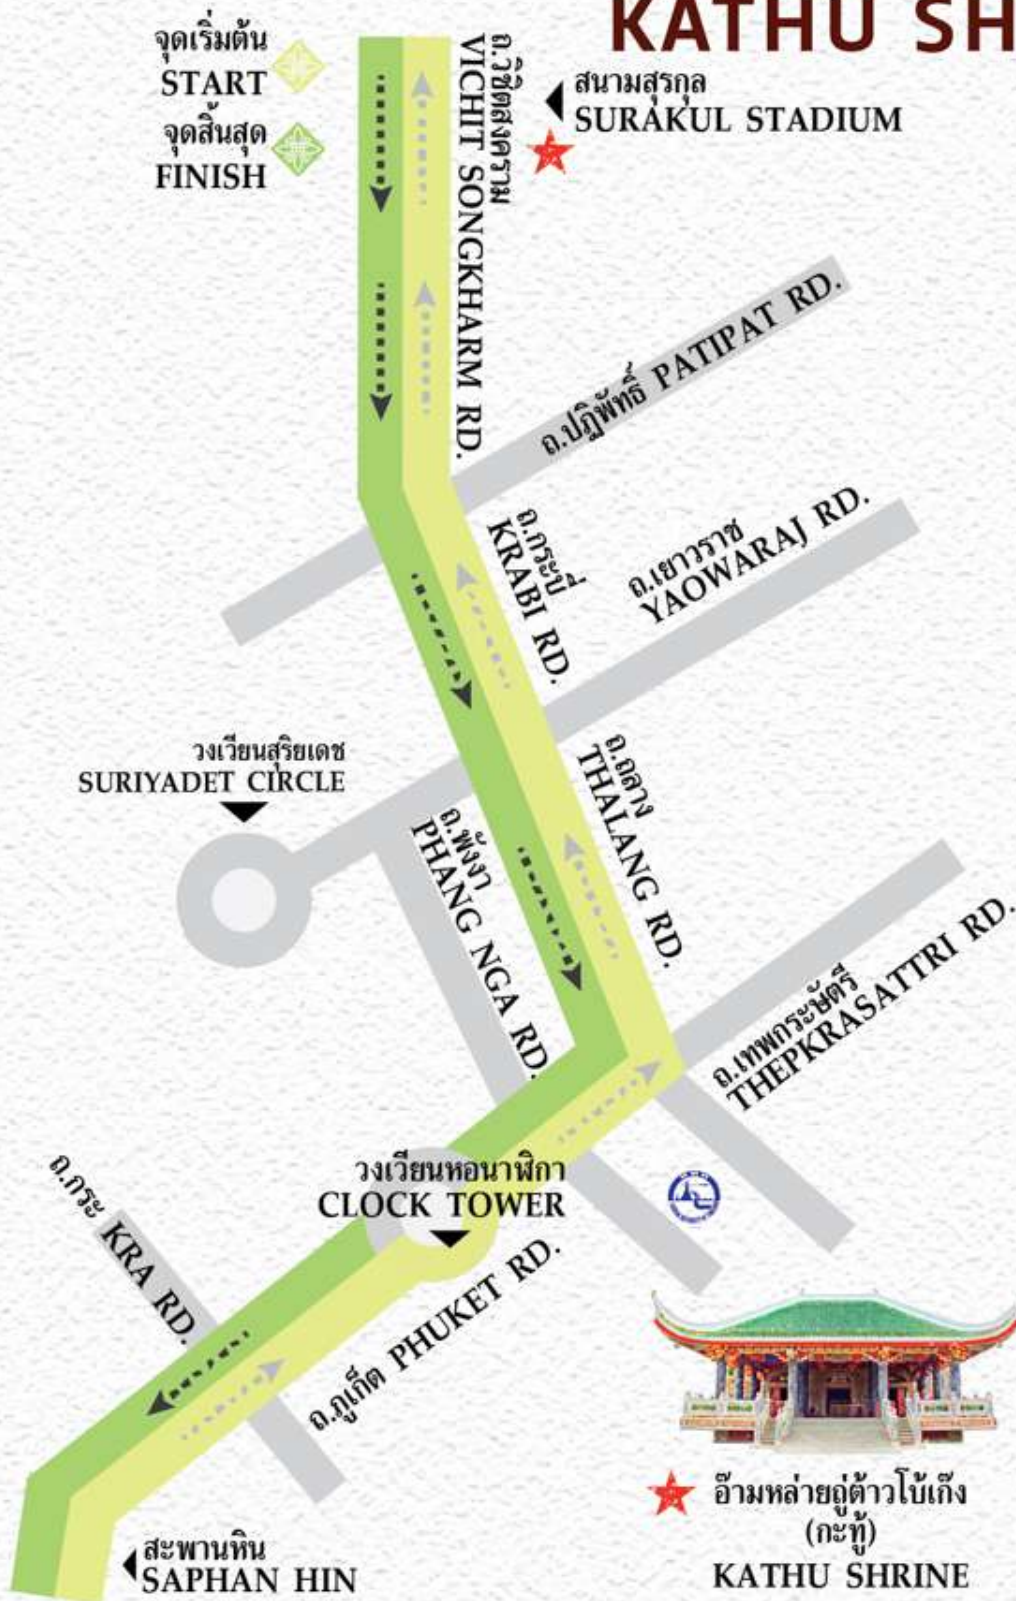 KATHU SH
จุดเริ่มต้น
START
จุดสิ้นสุด
FINISH
ถ.วิชิตสงคราม
VICHIT SONGKHARM RD.
สนามสุรกุล
SURAKUL STADIUM
ถ.ปฏิพัทธิ์ PATIPAT RD.
ถ.กระบี่
KRABI RD.
ถ.เยาวราช
YAOWARAJ RD.
วงเวียนสุริยเดช
SURIYADET CIRCLE
ถ.ถลาง
THALANG RD.
ถ.พังงา
PHANG NGA RD.
ถ.เทพกระษัตรี
THEPKRASATTRI RD.
วงเวียนหอนาฬิกา
CLOCK TOWER
ถ.กระ KRA RD.
ถ.ภูเก็ต PHUKET RD.
อ๊ามหล่ายถู่ต้าวโบ้เก๊ง
(กะทู้)
KATHU SHRINE
สะพานหิน
SAPHAN HIN